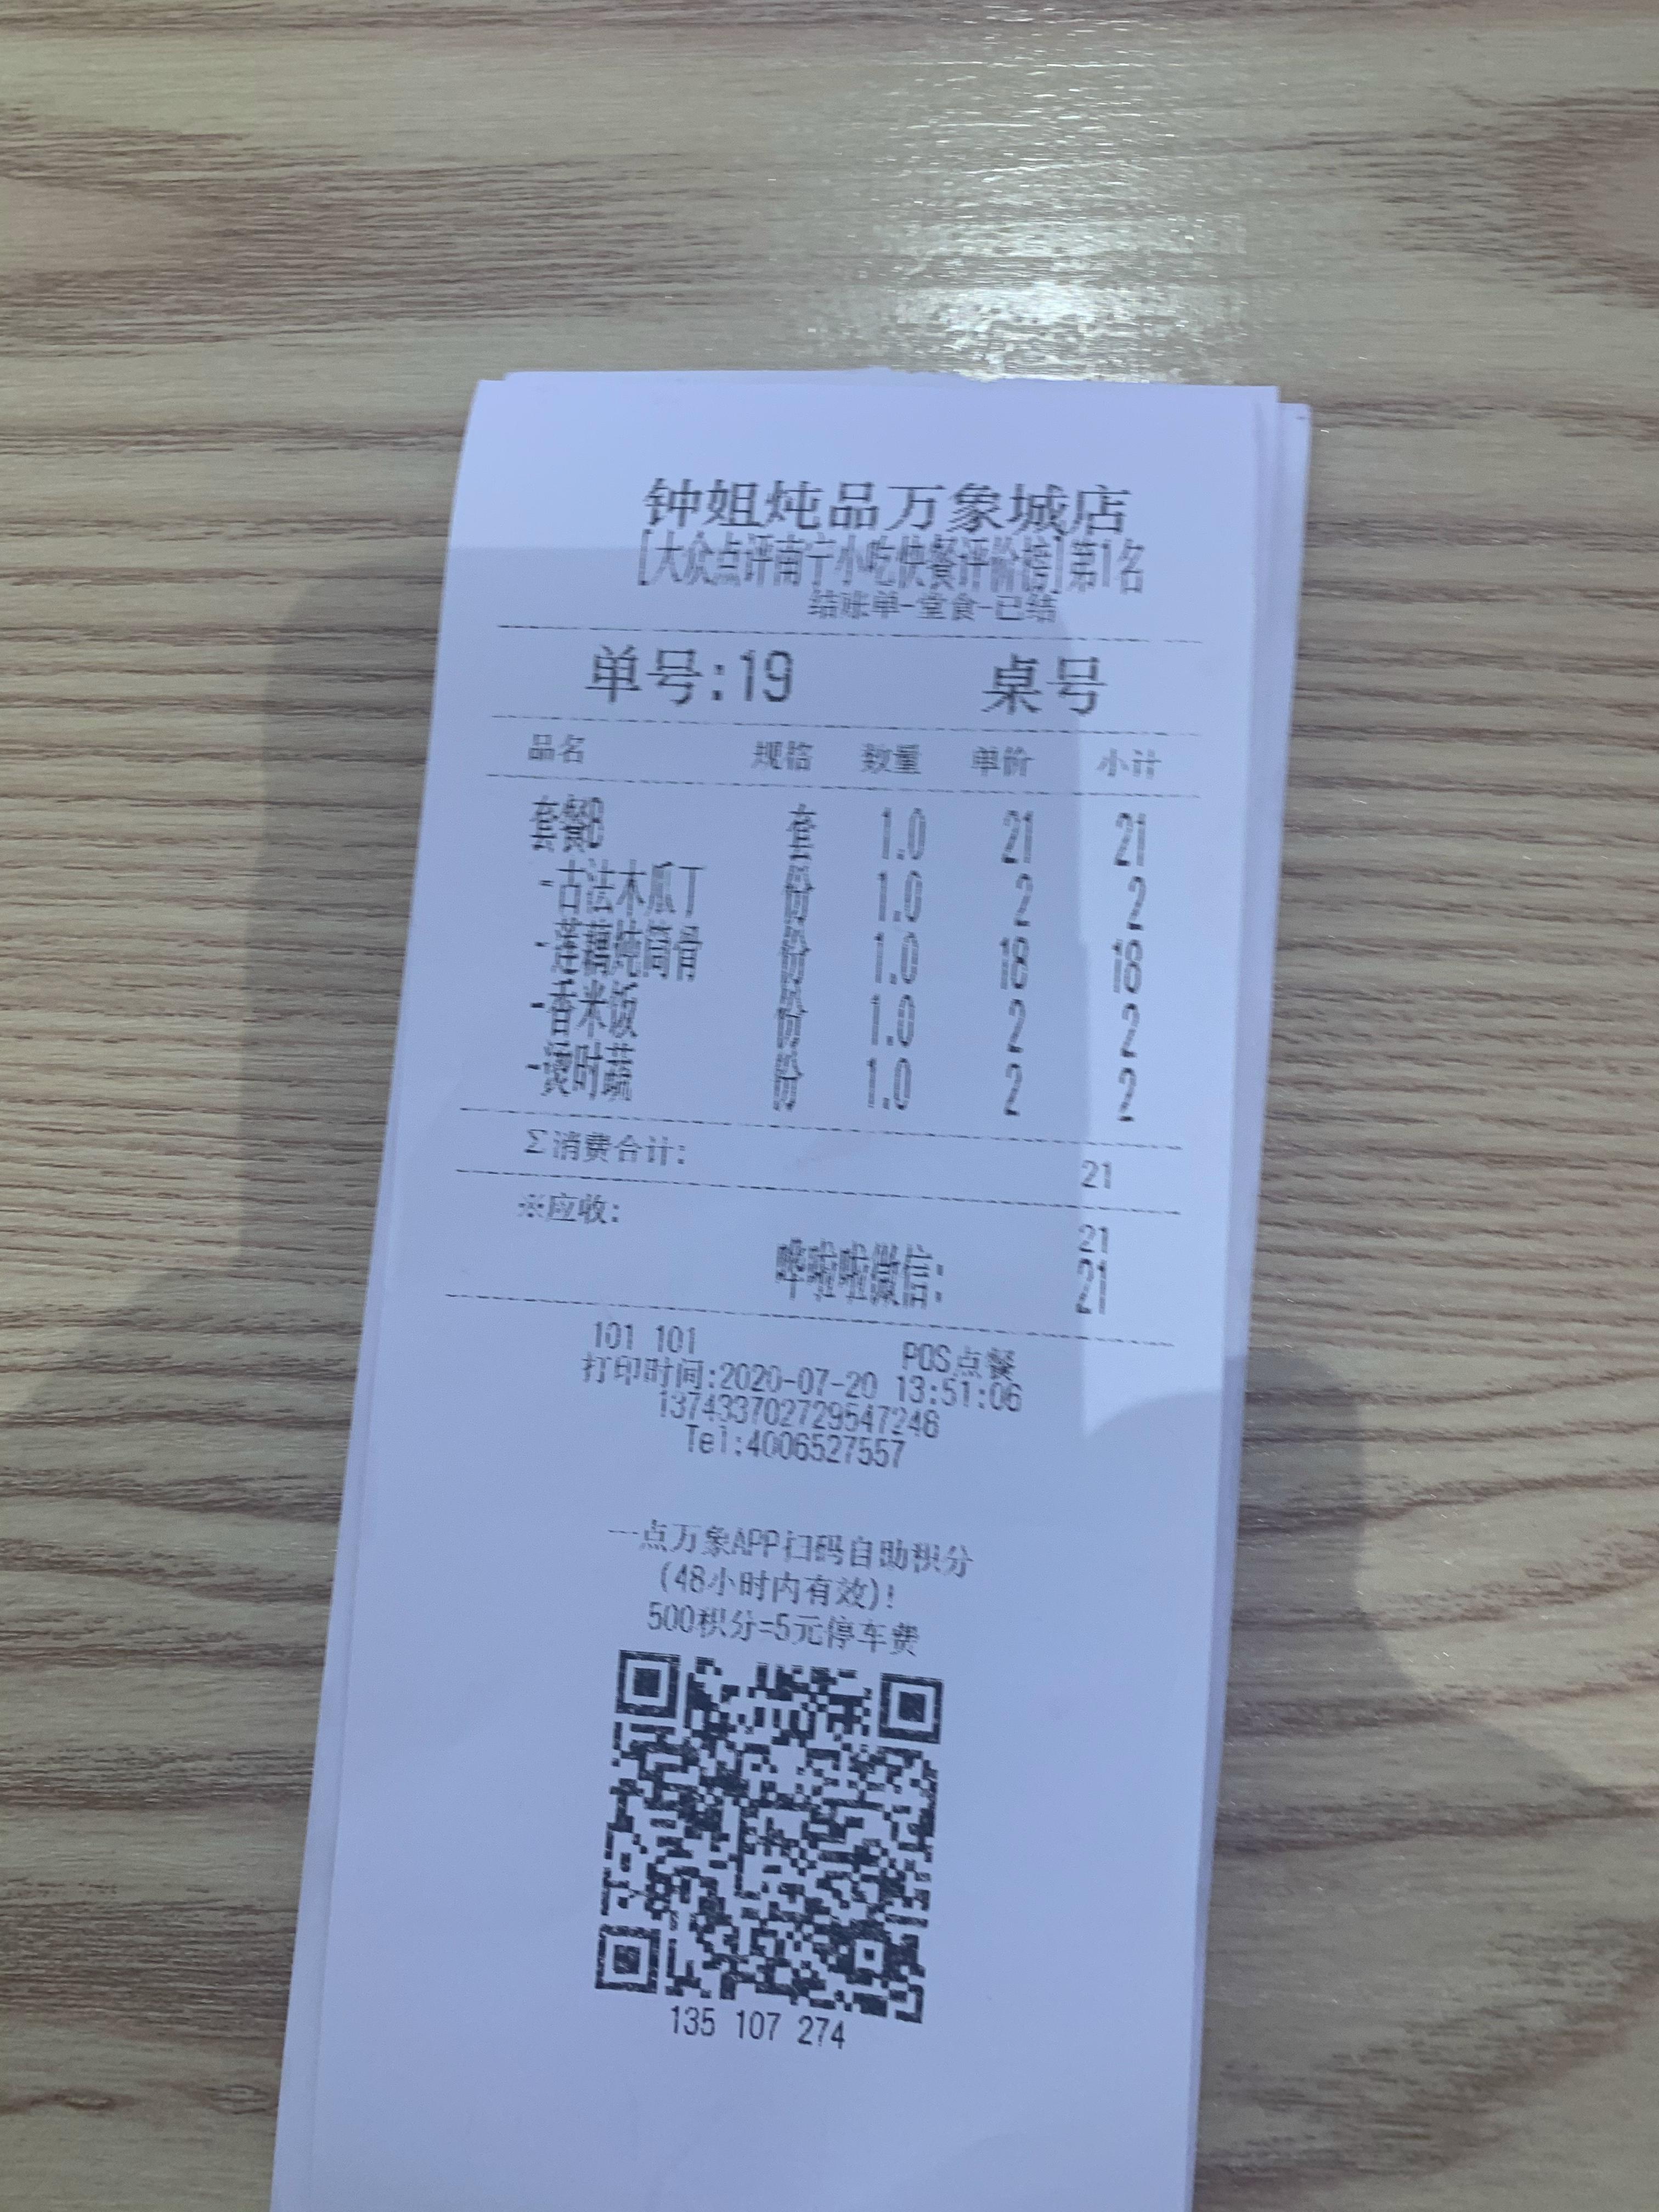 钟姐炖品万象城店
[大众点评南宁小吃快餐评价榜]第1名
结账单-堂食-已结
单号:19 桌号
品名 规格 数量 单价 小计
套餐B 套 1.0 21 21
-古法木瓜丁 份 1.0 2 2
-莲藕炖筒骨 份 1.0 18 18
-香米饭 份 1.0 2 2
-烫时蔬 份 1.0 2 2
Σ消费合计: 21
※应收: 21
哗啦啦微信: 21
101 101 POS点餐
打印时间:2020-07-20 13:51:06
137433702729547248
Tel:4006527557
一点万象APP扫码自助积分
(48小时内有效)!
500积分=5元停车费
135 107 274